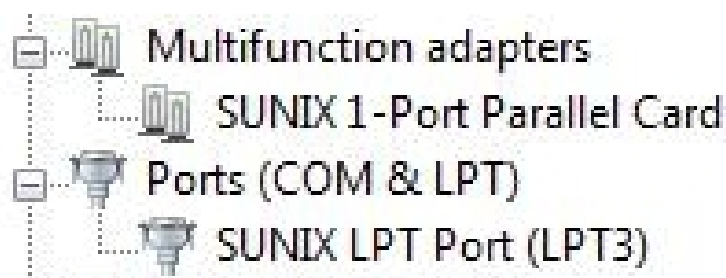 Multifunction adapters
SUNIX 1-Port Parallel Card
Ports (COM & LPT)
SUNIX LPT Port (LPT3)